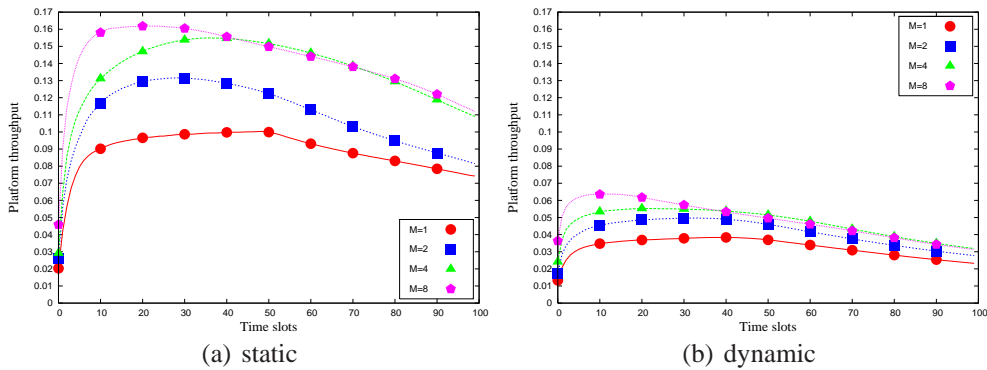 Platform throughput
0.17
0.16
0.15
0.14
0.13
0.12
0.11
0.1
0.09
0.08
0.07
0.06
0.05
0.04
0.03
0.02
0.01
0
M=1
M=2
M=4
M=8
0 10 20 30 40 50 60 70 80 90 100
Time slots
(a) static
Platform throughput
0.17
0.16
0.15
0.14
0.13
0.12
0.11
0.1
0.09
0.08
0.07
0.06
0.05
0.04
0.03
0.02
0.01
0
M=1
M=2
M=4
M=8
0 10 20 30 40 50 60 70 80 90 100
Time slots
(b) dynamic